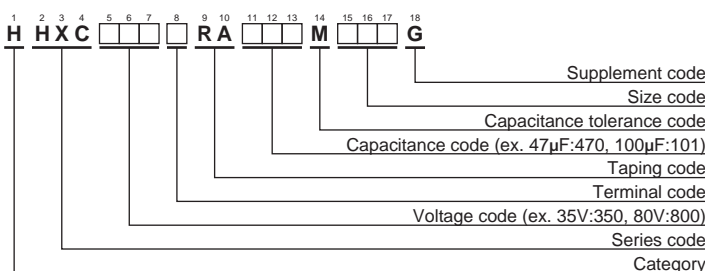 1 2 3 4 5 6 7 8 9 10 11 12 13 14 15 16 17 18
H HXC □□□ □ RA □□□ M □□□ G
Supplement code
Size code
Capacitance tolerance code
Capacitance code (ex. 47µF:470, 100µF:101)
Taping code
Terminal code
Voltage code (ex. 35V:350, 80V:800)
Series code
Category